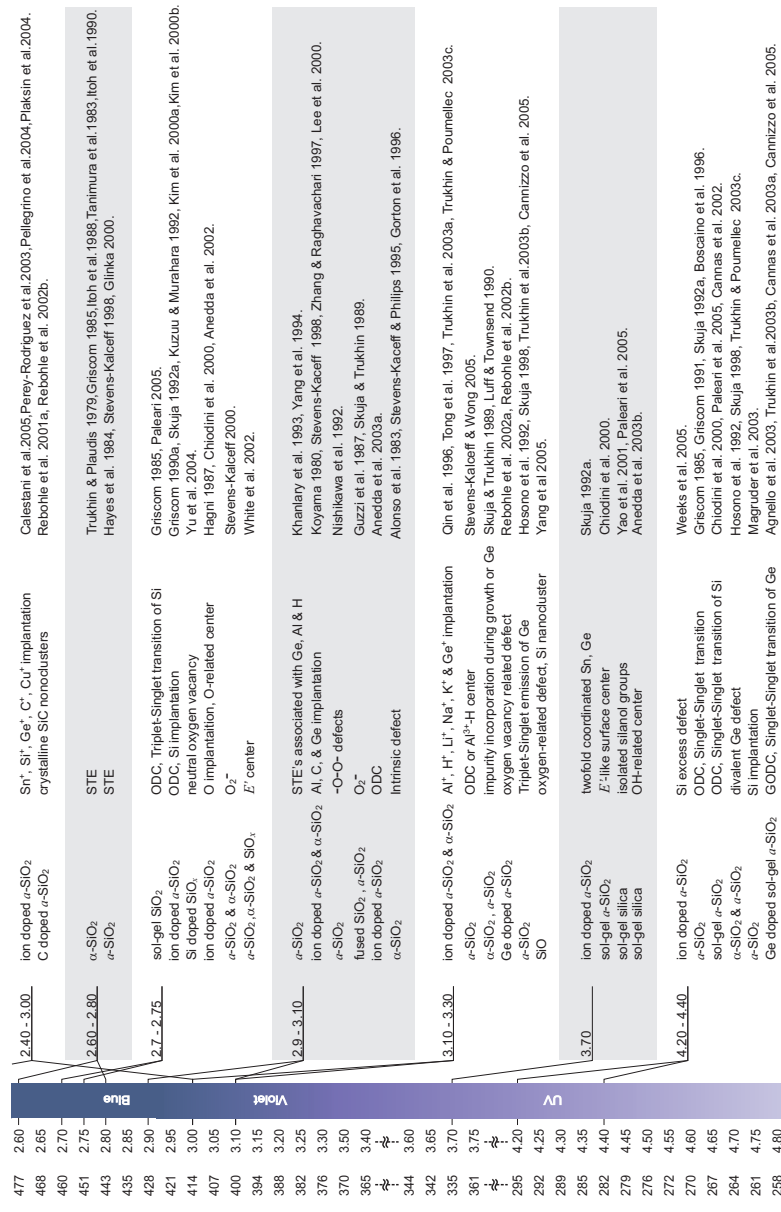 477 2.60
468 2.65
460 2.70
451 2.75
443 2.80
435 2.85
428 2.90
421 2.95
414 3.00
407 3.05
400 3.10
394 3.15
388 3.20
382 3.25
376 3.30
370 3.50
365 3.40
344 3.60
342 3.65
335 3.70
361 3.75
295 4.20
292 4.25
289 4.30
285 4.35
282 4.40
279 4.45
276 4.50
272 4.55
270 4.60
267 4.65
264 4.70
261 4.75
258 4.80
Blue
Violet
UV
2.40 - 3.00
ion doped a-SiO₂ Sn⁺, Si⁺, Ge⁺, C⁺, Cu⁺ implantation Calestani et al.2005,Perey-Rodríguez et al.2003,Pellegrino et al.2004,Plaksin et al.2004.
C doped a-SiO₂ crystalline SiC nonoclusters Rebohle et al. 2001a, Rebohle et al. 2002b.
2.60 - 2.80
α-SiO₂ STE Trukhin & Plaudis 1979,Griscom 1985,Itoh et al.1988,Tanimura et al.1983,Itoh et al.1990.
a-SiO₂ STE Hayes et al. 1984, Stevens-Kalceff 1998, Glinka 2000.
2.7 - 2.75
sol-gel SiO₂ ODC, Triplet-Singlet transition of Si Griscom 1985, Paleari 2005.
ion doped a-SiO₂ ODC, Si implantation Griscom 1990a, Skuja 1992a, Kuzuu & Murahara 1992, Kim et al. 2000a,Kim et al. 2000b.
Si doped SiOₓ neutral oxygen vacancy Yu et al. 2004.
ion doped a-SiO₂ O implantaition, O-related center Hagni 1987, Chiodini et al. 2000, Anedda et al. 2002.
a-SiO₂ & α-SiO₂ O₂⁻ Stevens-Kalceff 2000.
a-SiO₂,α-SiO₂ & SiOₓ E' center White et al. 2002.
2.9 - 3.10
a-SiO₂ STE's associated with Ge, Al & H Khanlary et al. 1993, Yang et al. 1994.
ion doped a-SiO₂ & α-SiO₂ Al, C, & Ge implantation Koyama 1980, Stevens-Kaceff 1998, Zhang & Raghavachari 1997, Lee et al. 2000.
a-SiO₂ -O-O- defects Nishikawa et al. 1992.
fused SiO₂ , a-SiO₂ O₂⁻ Guzzi et al. 1987, Skuja & Trukhin 1989.
ion doped a-SiO₂ ODC Anedda et al. 2003a.
α-SiO₂ Intrinsic defect Alonso et al. 1983, Stevens-Kaceff & Philips 1995, Gorton et al. 1996.
3.10 - 3.30
ion doped a-SiO₂ & α-SiO₂ Al⁺, H⁺, Li⁺, Na⁺, K⁺ & Ge⁺ implantation Qin et al. 1996, Tong et al. 1997, Trukhin et al. 2003a, Trukhin & Poumellec 2003c.
a-SiO₂ ODC or Al³⁺-H center Stevens-Kalceff & Wong 2005.
α-SiO₂ , a-SiO₂ impurity incorporation during growth or Ge Skuja & Trukhin 1989, Luff & Townsend 1990.
Ge doped a-SiO₂ oxygen vacancy related defect Rebohle et al. 2002a, Rebohle et al. 2002b.
a-SiO₂ Triplet-Singlet emission of Ge Hosono et al. 1992, Skuja 1998, Trukhin et al.2003b, Cannizzo et al. 2005.
SiO oxygen-related defect, Si nanoduster Yang et al 2005.
3.70
ion doped a-SiO₂ twofold coordinated Sn, Ge Skuja 1992a.
sol-gel a-SiO₂ E'-like surface center Chiodini et al. 2000.
sol-gel silica isolated silanol groups Yao et al. 2001, Paleari et al. 2005.
sol-gel silica OH-related center Anedda et al. 2003b.
4.20 - 4.40
ion doped a-SiO₂ Si excess defect Weeks et al. 2005.
a-SiO₂ ODC, Singlet-Singlet transition Griscom 1985, Griscom 1991, Skuja 1992a, Boscaino et al. 1996.
sol-gel a-SiO₂ ODC, Singlet-Singlet transition of Si Chiodini et al. 2000, Paleari et al. 2005, Cannas et al. 2002.
α-SiO₂ & a-SiO₂ divalent Ge defect Hosono et al. 1992, Skuja 1998, Trukhin & Poumellec 2003c.
a-SiO₂ Si implantation Magruder et al. 2003.
Ge doped sol-gel a-SiO₂ GODC, Singlet-Singlet transition of Ge Agnello et al. 2003, Trukhin et al.2003b, Cannas et al. 2003a, Cannizzo et al. 2005.